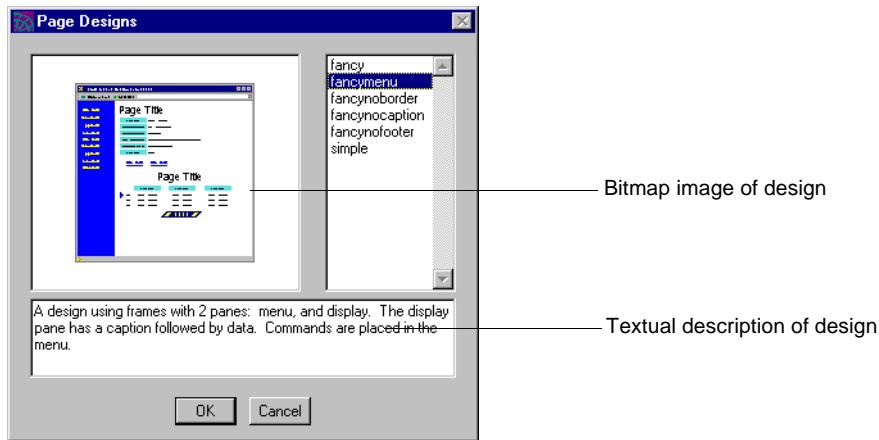 Page Designs
Page Title
Page Title
fancy
fancymenu
fancynoborder
fancynocaption
fancynofooter
simple
Bitmap image of design
A design using frames with 2 panes: menu, and display. The display
pane has a caption followed by data. Commands are placed in the
menu.
Textual description of design
OK
Cancel